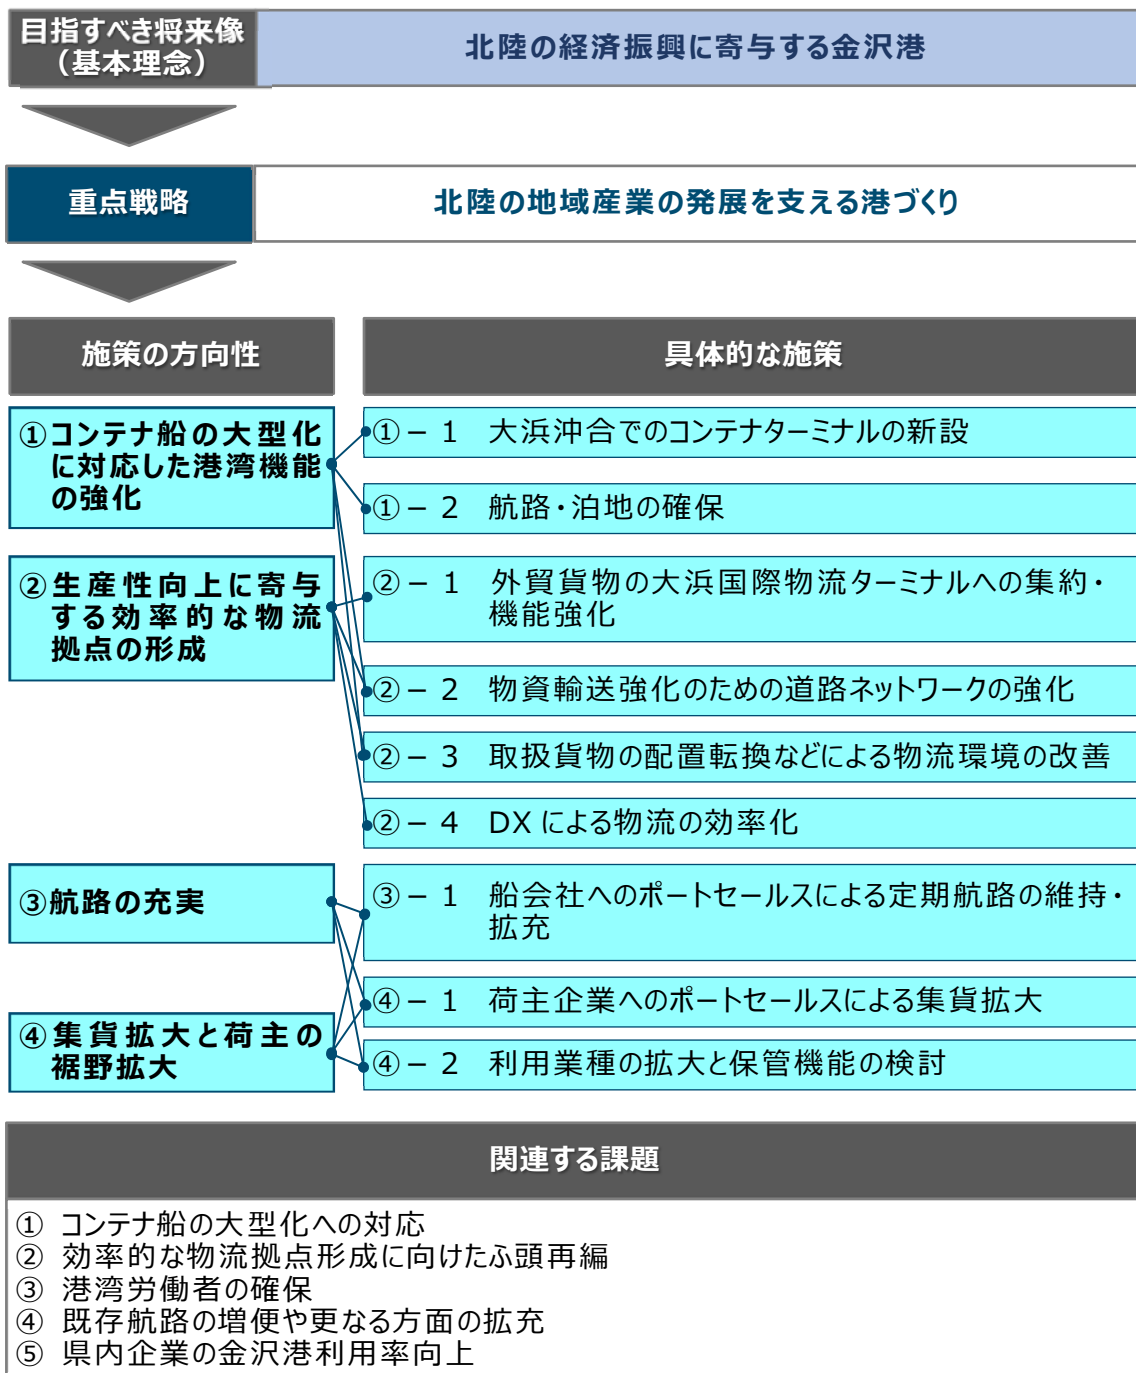 目指すべき将来像
（基本理念）
北陸の経済振興に寄与する金沢港
重点戦略
北陸の地域産業の発展を支える港づくり
施策の方向性
具体的な施策
①コンテナ船の大型化
に対応した港湾機能
の強化
①－１　大浜沖合でのコンテナターミナルの新設
①－２　航路・泊地の確保
②生産性向上に寄与
する効率的な物流
拠点の形成
②－１　外貿貨物の大浜国際物流ターミナルへの集約・
機能強化
②－２　物資輸送強化のための道路ネットワークの強化
②－３　取扱貨物の配置転換などによる物流環境の改善
②－４　DXによる物流の効率化
③航路の充実
③－１　船会社へのポートセールスによる定期航路の維持・
拡充
④集貨拡大と荷主の
裾野拡大
④－１　荷主企業へのポートセールスによる集貨拡大
④－２　利用業種の拡大と保管機能の検討
関連する課題
①　コンテナ船の大型化への対応
②　効率的な物流拠点形成に向けたふ頭再編
③　港湾労働者の確保
④　既存航路の増便や更なる方面の拡充
⑤　県内企業の金沢港利用率向上